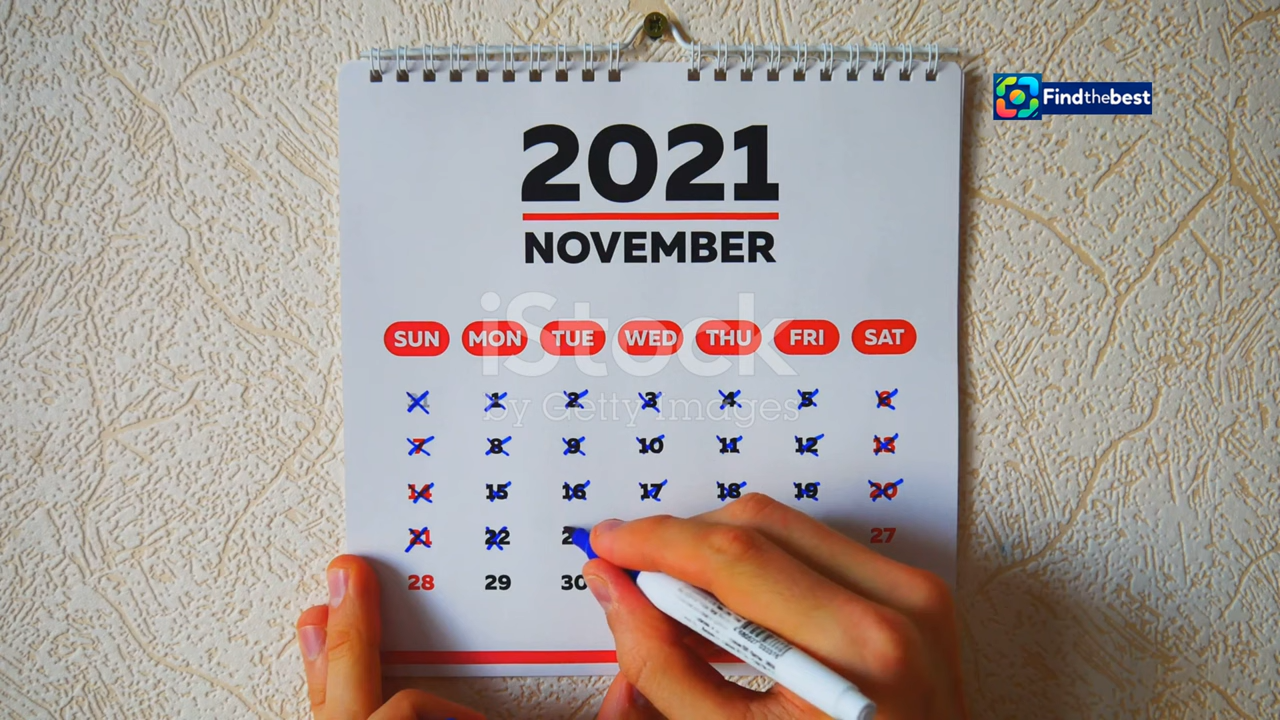 FindtheBest
2021
NOVEMBER
SUN MON TUE WED THU FRI SAT
iStock
1 2 3 4 5 6
by Getty Images
7 8 9 10 11 12 13
14 15 16 17 18 19 20
21 22 27
28 29 30